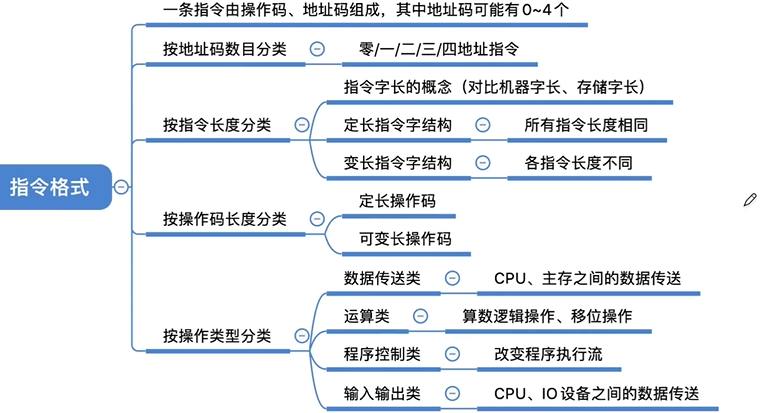 一条指令由操作码、地址码组成，其中地址码可能有0~4个
按地址码数目分类
零/一/二/三/四地址指令
按指令长度分类
指令字长的概念（对比机器字长、存储字长）
定长指令字结构
所有指令长度相同
变长指令字结构
各指令长度不同
指令格式
按操作码长度分类
定长操作码
可变长操作码
按操作类型分类
数据传送类
CPU、主存之间的数据传送
运算类
算数逻辑操作、移位操作
程序控制类
改变程序执行流
输入输出类
CPU、IO设备之间的数据传送